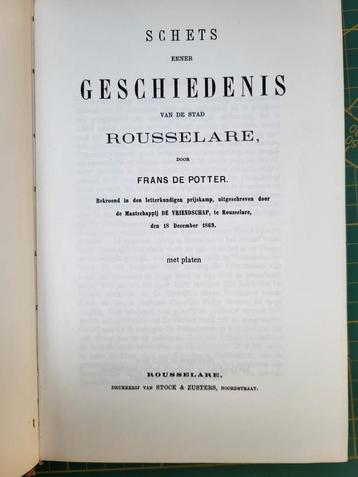 SCHETS
EENER
GESCHIEDENIS
VAN DE STAD
ROUSSELARE,
DOOR
FRANS DE POTTER.
Bekroond in den letterkundigen prijskamp, uitgeschreven door
de Maatschappij DE VRIENDSCHAP, te Rousselare,
den 18 December 1869.
met platen
ROUSSELARE,
DRUKKERIJ VAN STOCK & ZUSTERS, NOORDSTRAAT.